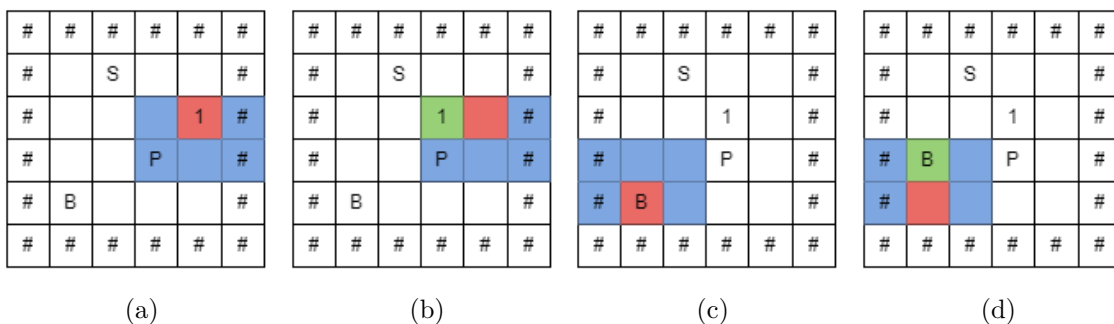 # # # # # # # # # # # # # # # # # # # # # # # #
# S # # S # # S # # S #
# 1 # # 1 # # 1 # # 1 #
# P # # P # # P # # B P #
# B # # B # # B # # #
# # # # # # # # # # # # # # # # # # # # # # # #
(a) (b) (c) (d)